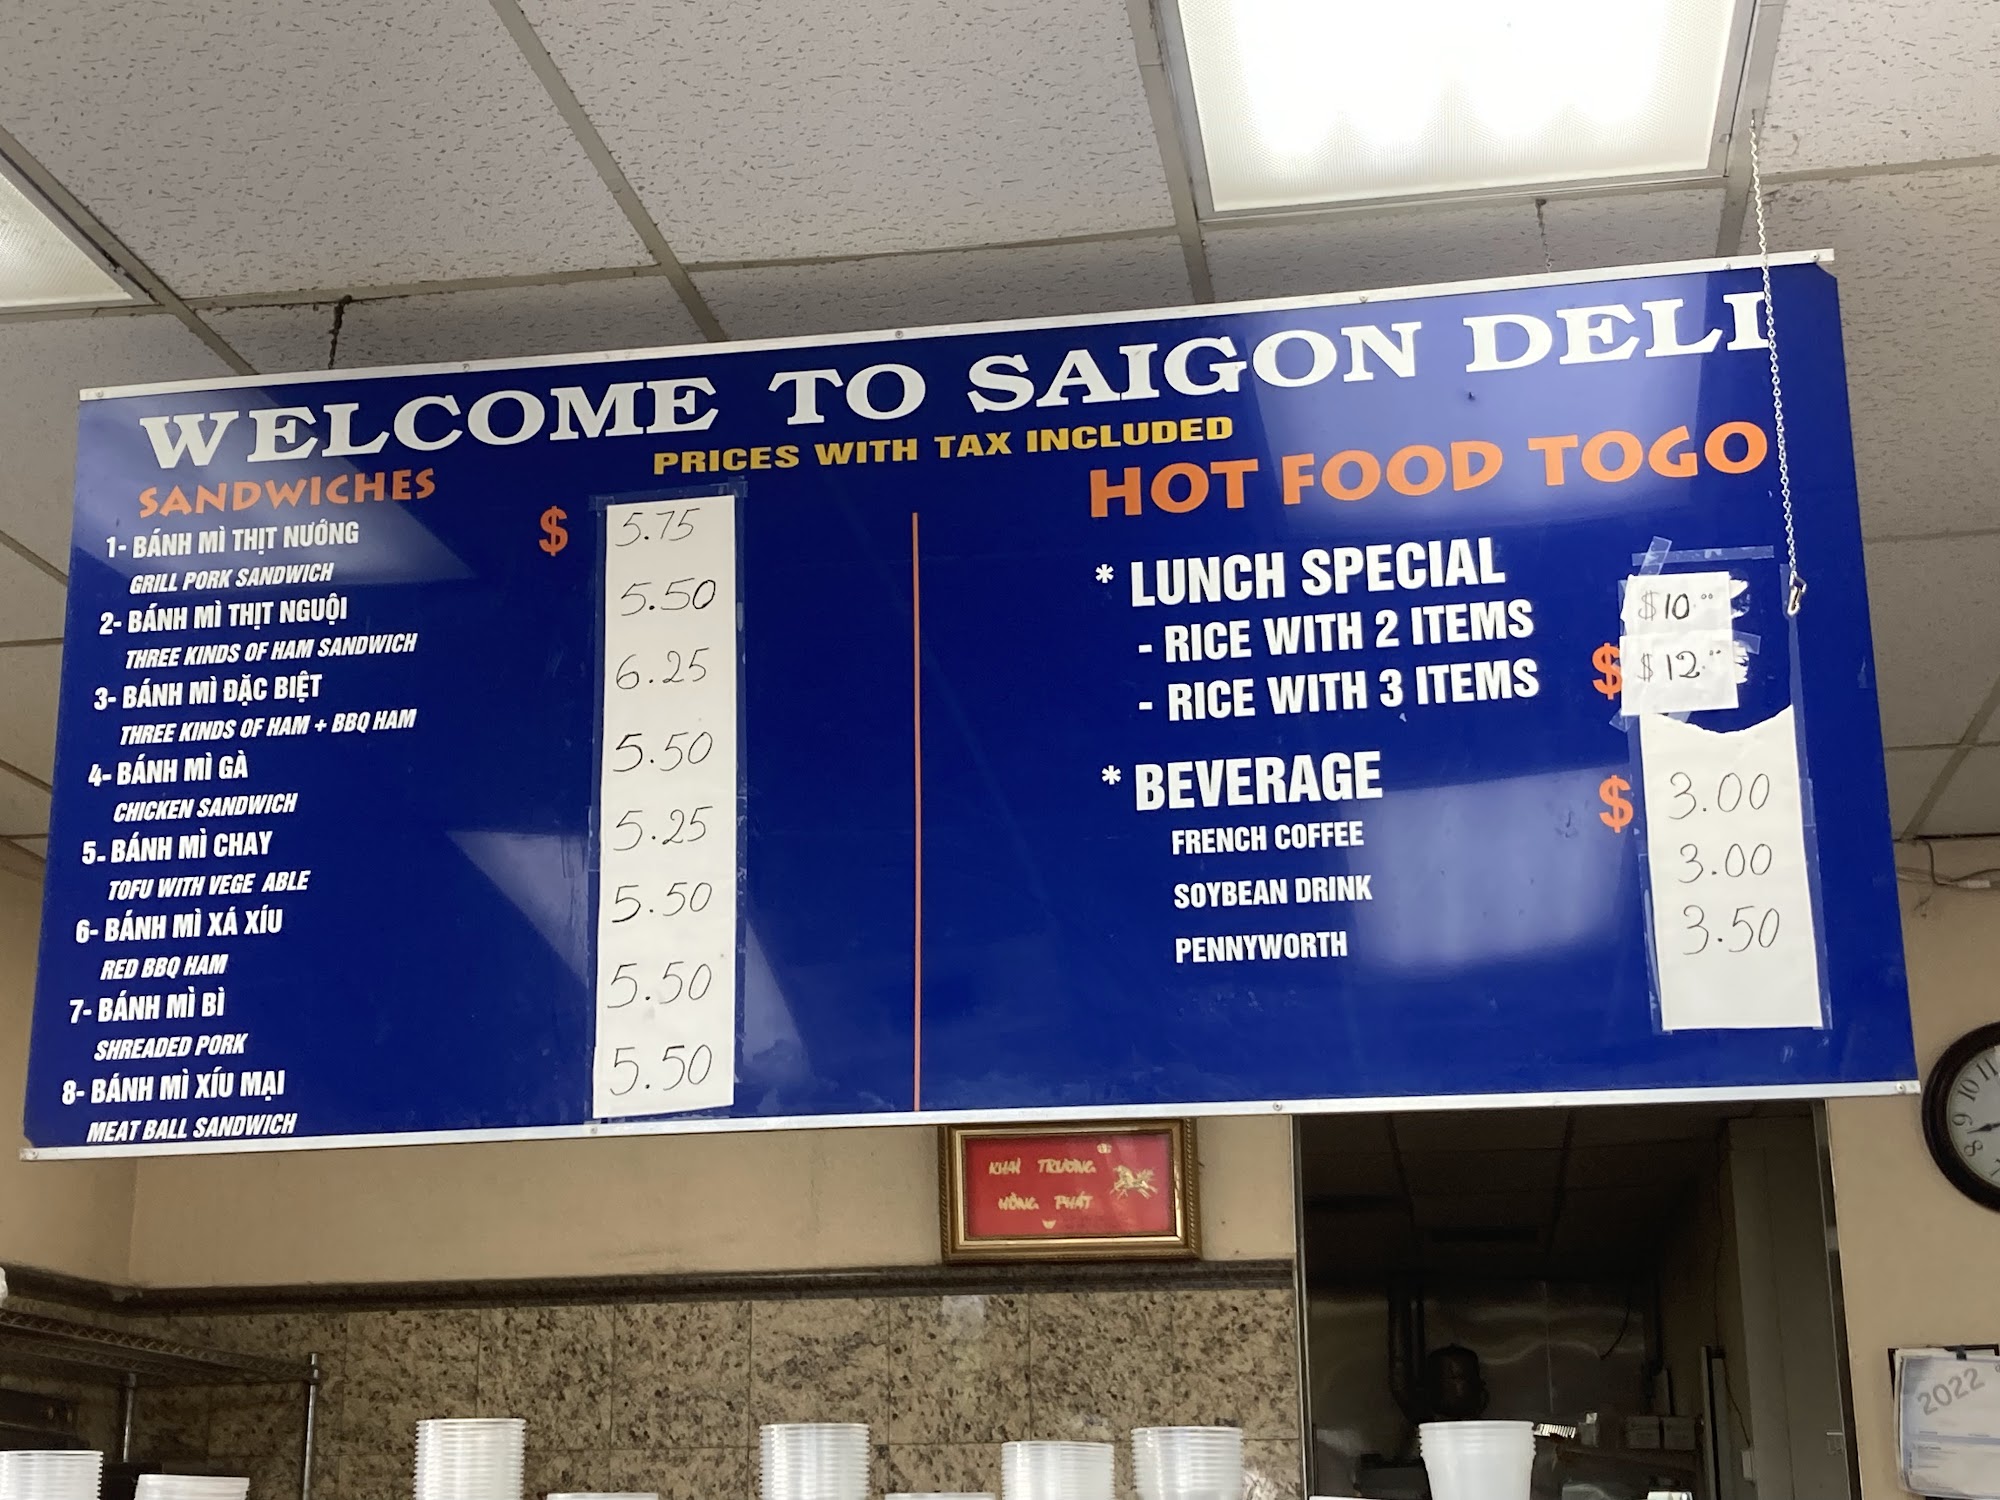 WELCOME TO SAIGON DELI
PRICES WITH TAX INCLUDED
SANDWICHES
1- BÁNH MÌ THỊT NƯỚNG $ 5.75
GRILL PORK SANDWICH
2- BÁNH MÌ THỊT NGUỘI 5.50
THREE KINDS OF HAM SANDWICH
3- BÁNH MÌ ĐẶC BIỆT 6.25
THREE KINDS OF HAM + BBQ HAM
4- BÁNH MÌ GÀ 5.50
CHICKEN SANDWICH
5- BÁNH MÌ CHAY 5.25
TOFU WITH VEGE ABLE
6- BÁNH MÌ XÁ XÍU 5.50
RED BBQ HAM
7- BÁNH MÌ BÌ 5.50
SHREADED PORK
8- BÁNH MÌ XÍU MẠI 5.50
MEAT BALL SANDWICH
HOT FOOD TOGO
* LUNCH SPECIAL
- RICE WITH 2 ITEMS $10.00
- RICE WITH 3 ITEMS $ $12.00
* BEVERAGE
FRENCH COFFEE $ 3.00
SOYBEAN DRINK 3.00
PENNYWORTH 3.50
KHAI TRƯƠNG
HỒNG PHÁT
11
10
9
8
2022